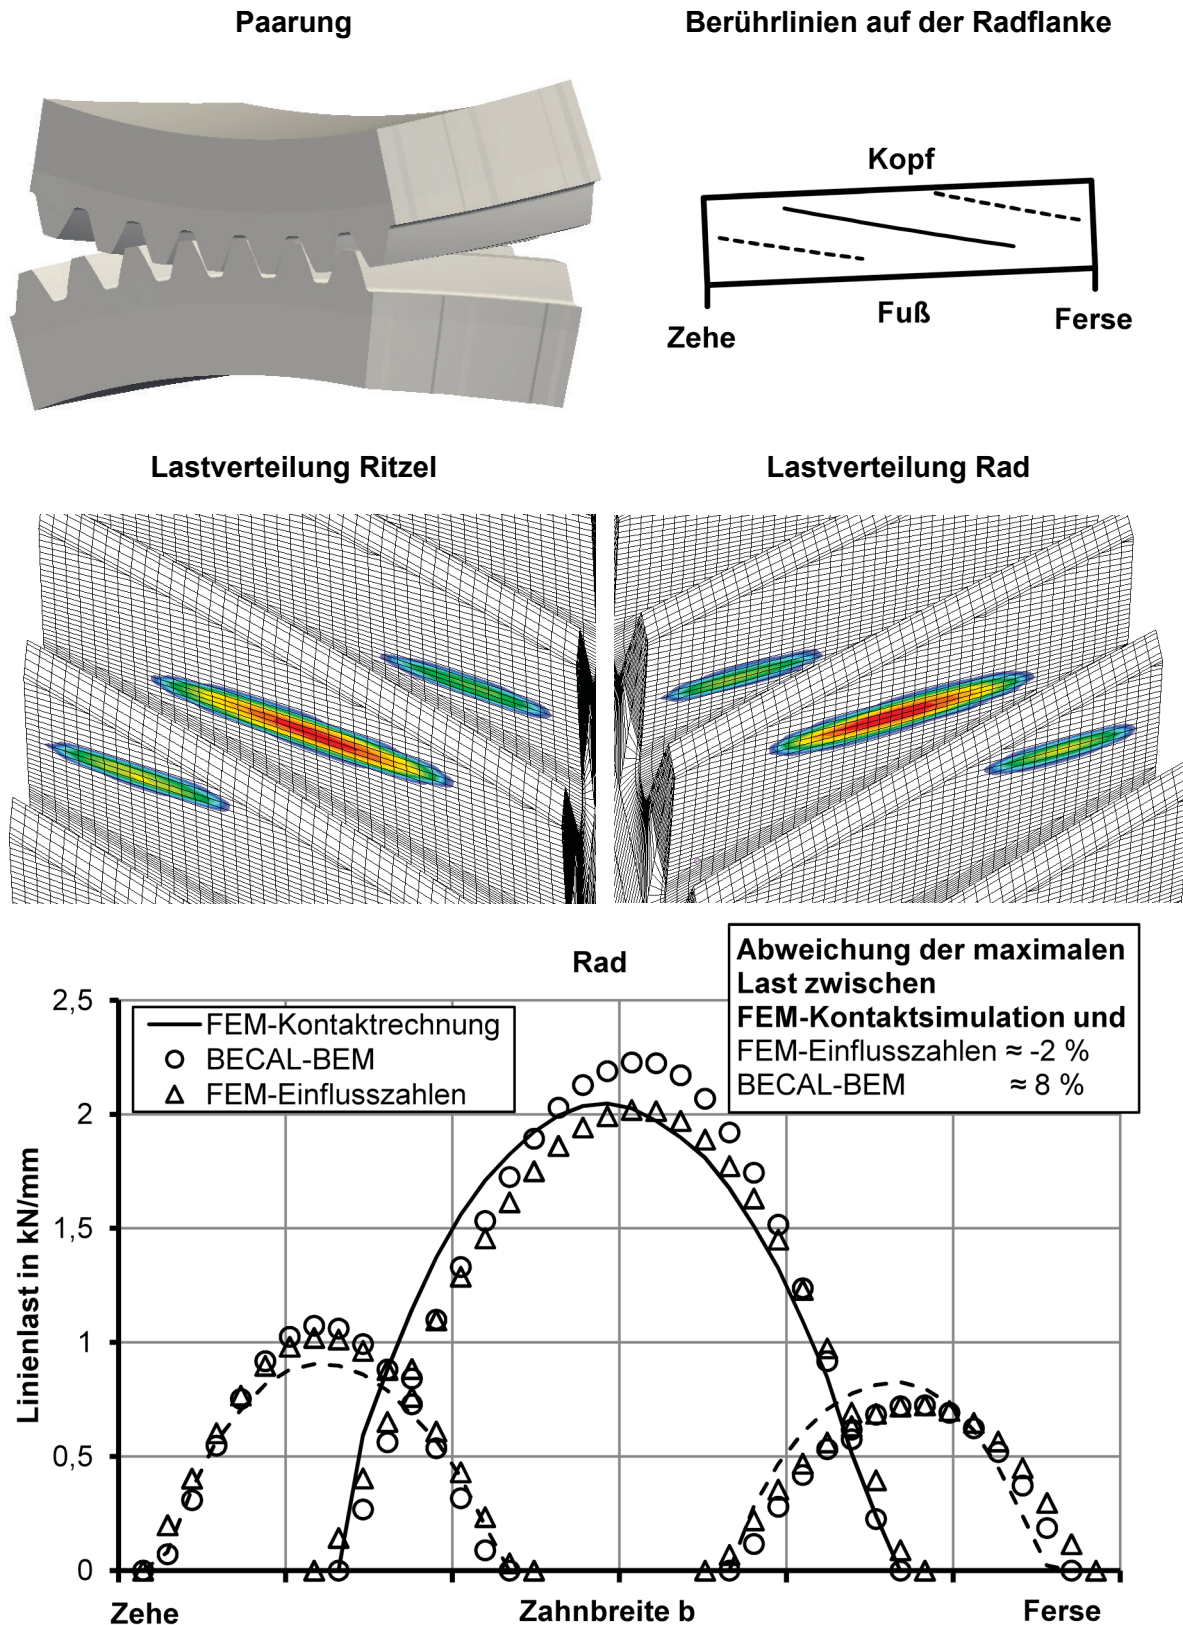 Paarung
Berührlinien auf der Radflanke
Kopf
Fuß
Zehe
Ferse
Lastverteilung Ritzel
Lastverteilung Rad
Rad
Abweichung der maximalen
Last zwischen
FEM-Kontaktsimulation und
FEM-Einflusszahlen ≈ -2 %
BECAL-BEM ≈ 8 %
FEM-Kontaktrechnung
BECAL-BEM
FEM-Einflusszahlen
Linienlast in kN/mm
2,5
2
1,5
1
0,5
0
Zehe
Zahnbreite b
Ferse